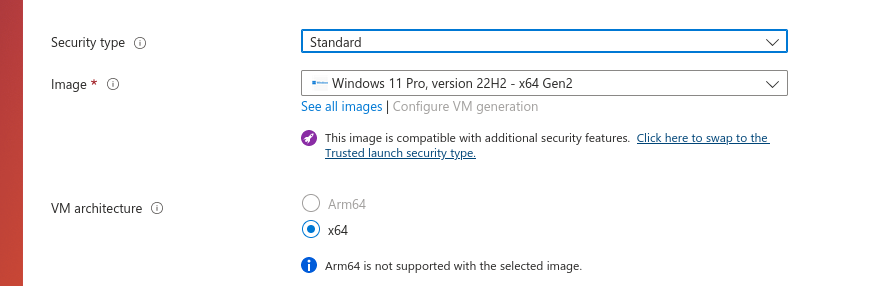 Security type
Standard
Image *
Windows 11 Pro, version 22H2 - x64 Gen2
See all images | Configure VM generation
This image is compatible with additional security features. Click here to swap to the
Trusted launch security type.
VM architecture
Arm64
x64
Arm64 is not supported with the selected image.